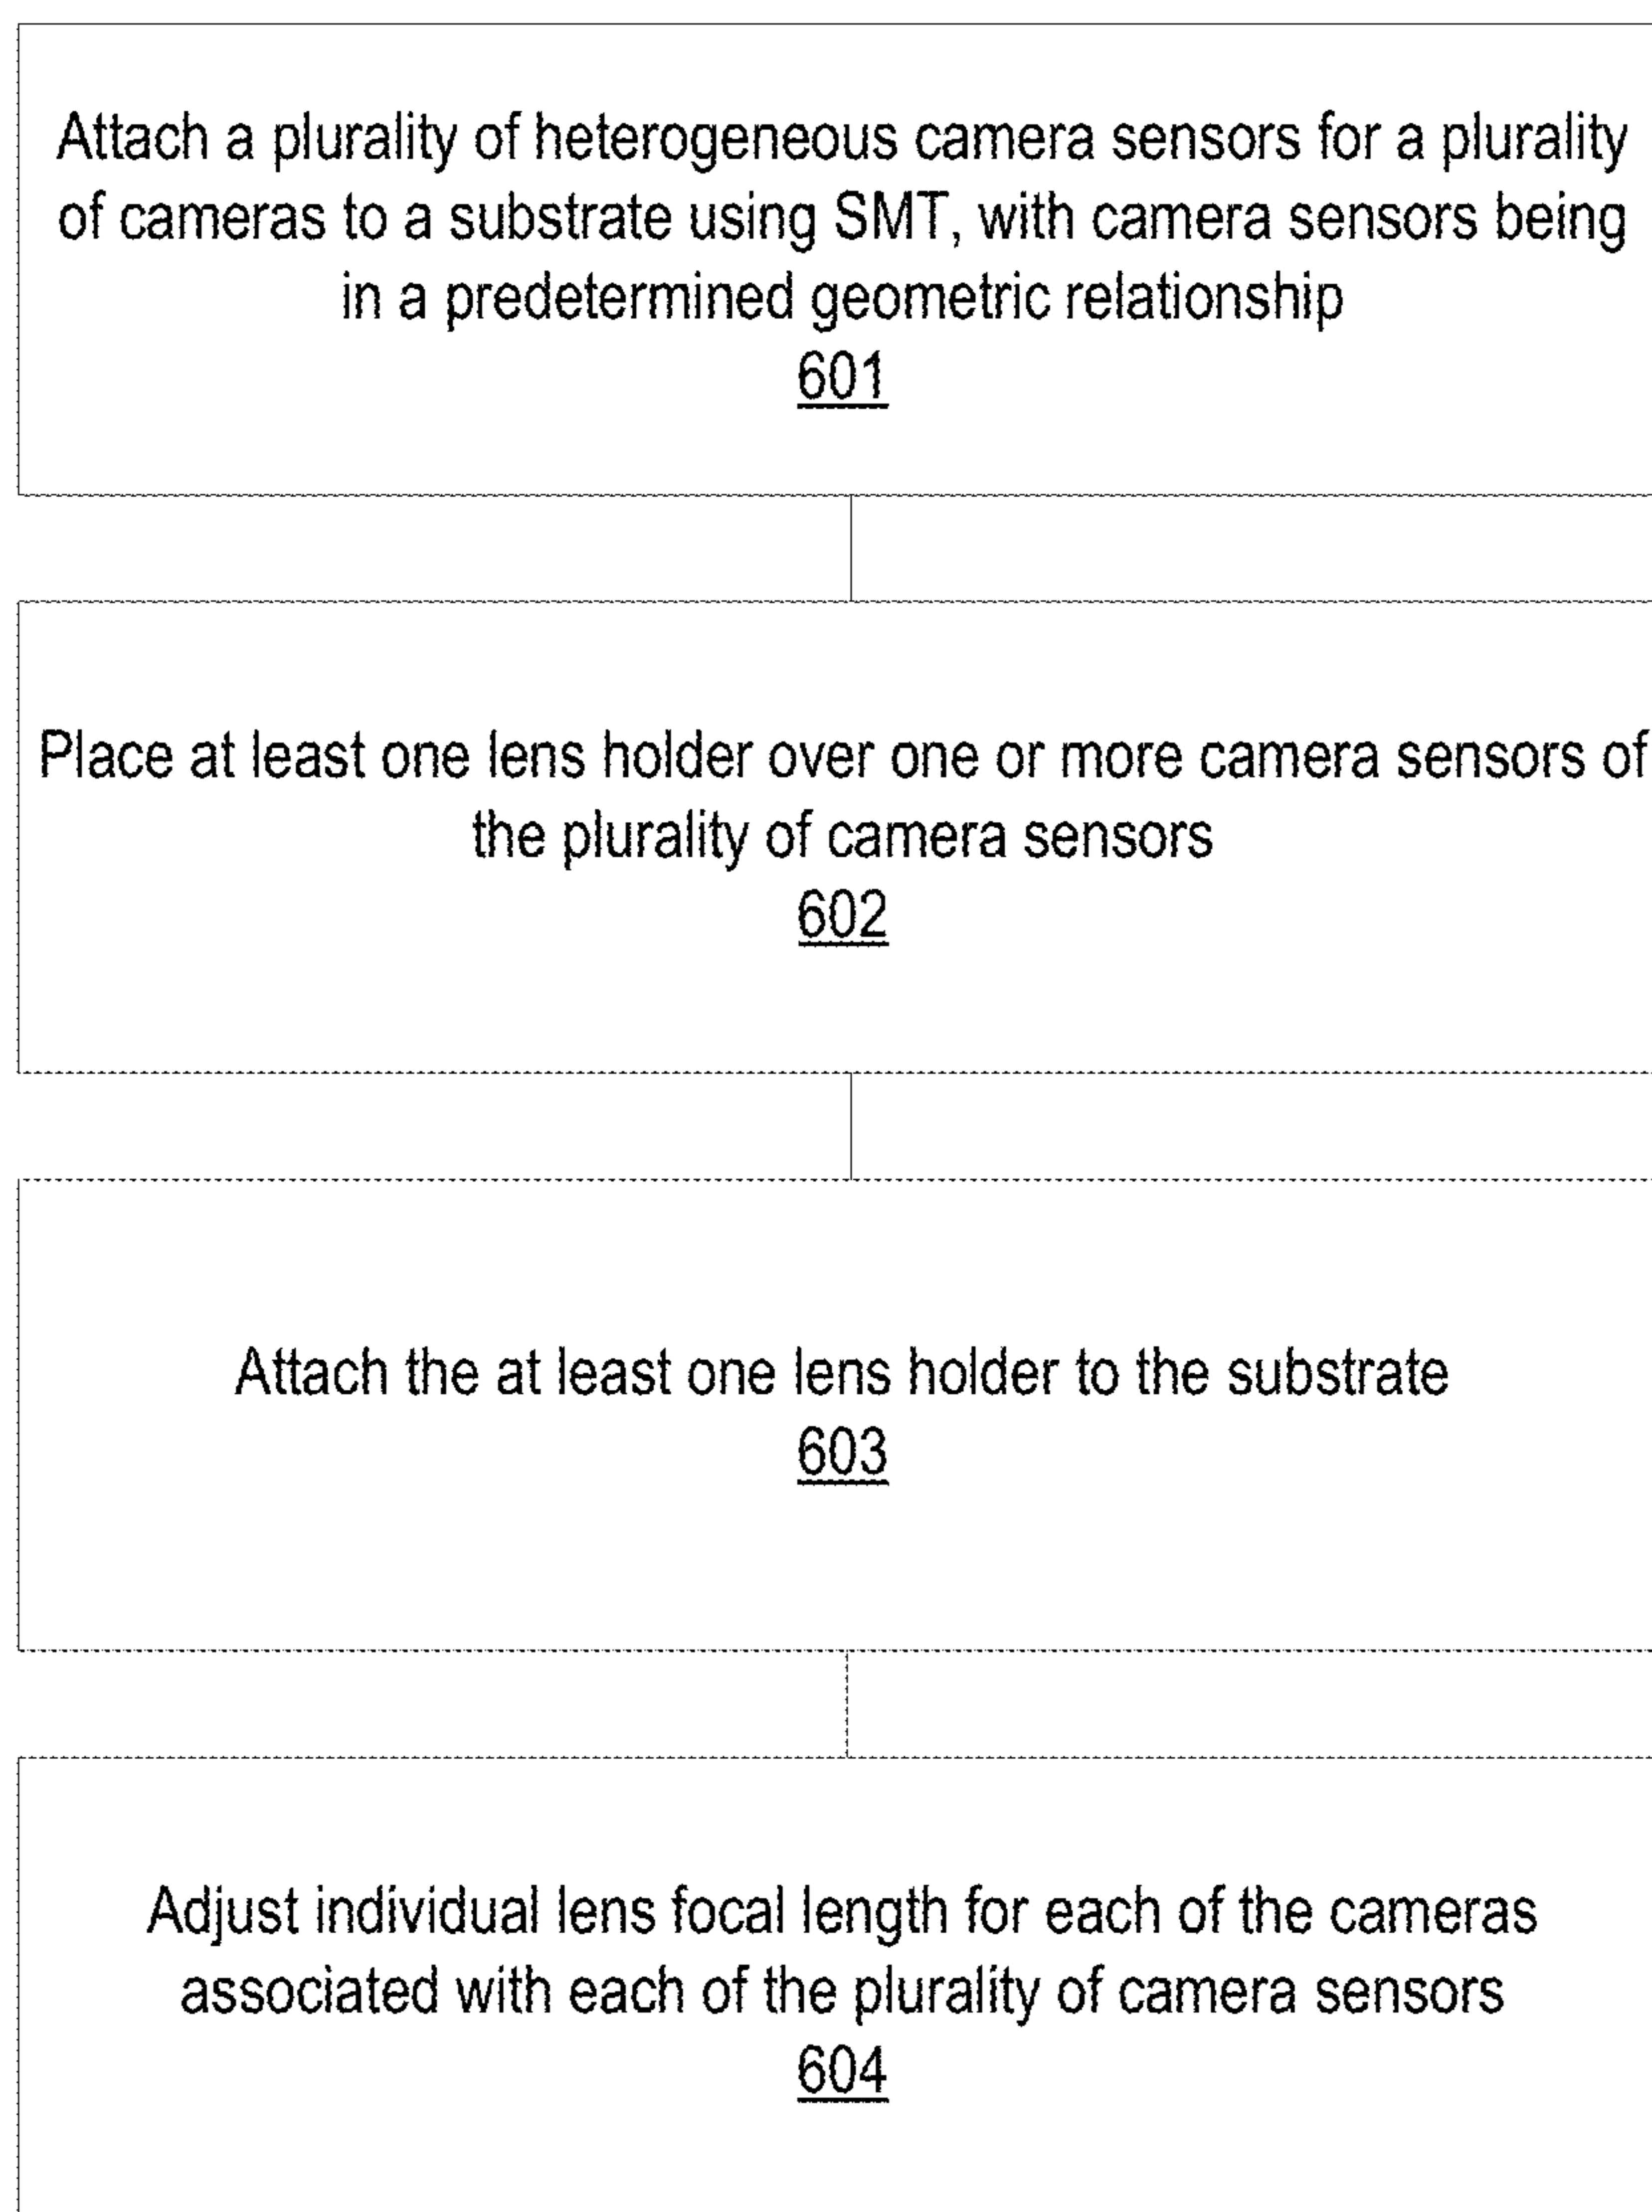 Attach a plurality of heterogeneous camera sensors for a plurality
of cameras to a substrate using SMT, with camera sensors being
in a predetermined geometric relationship
601
Place at least one lens holder over one or more camera sensors of
the plurality of camera sensors
602
Attach the at least one lens holder to the substrate
603
Adjust individual lens focal length for each of the cameras
associated with each of the plurality of camera sensors
604